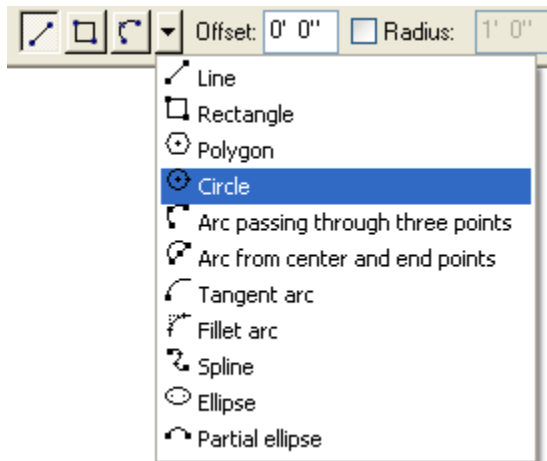 Offset: 0' 0" Radius: 1' 0"
Line
Rectangle
Polygon
Circle
Arc passing through three points
Arc from center and end points
Tangent arc
Fillet arc
Spline
Ellipse
Partial ellipse